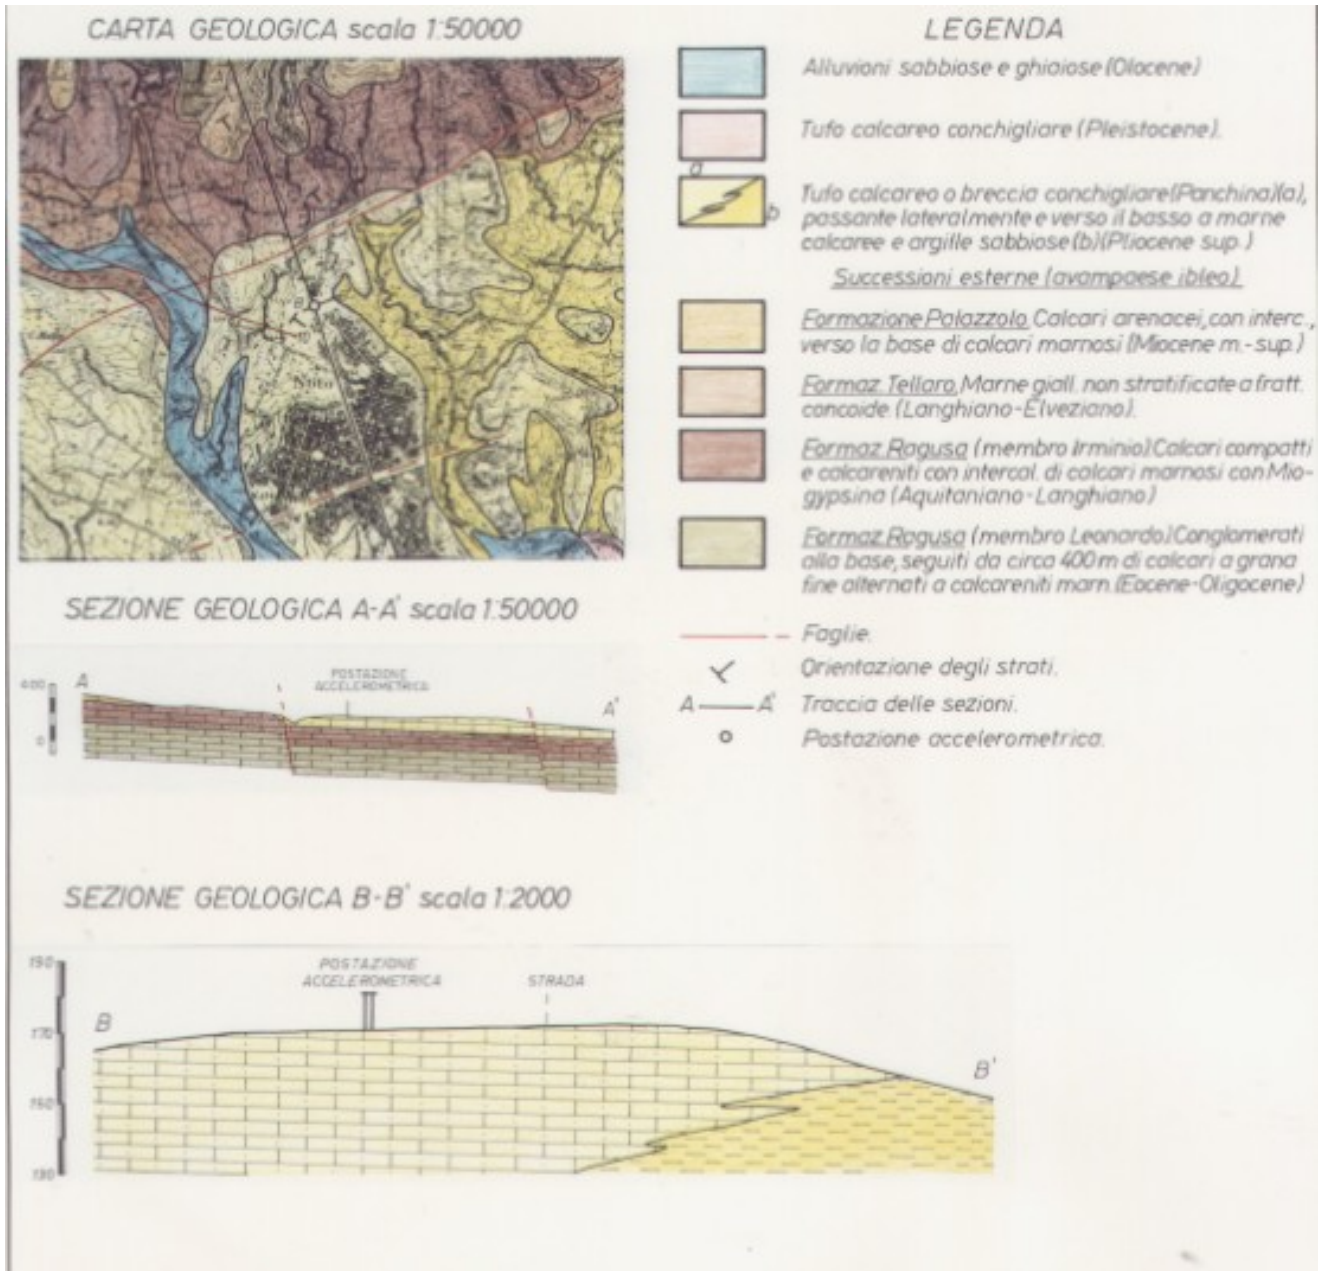 CARTA GEOLOGICA scala 1:50000
Noto
B
SEZIONE GEOLOGICA A-A' scala 1:50000
POSTAZIONE
ACCELEROMETRICA
A
A'
400
0
SEZIONE GEOLOGICA B-B' scala 1:2000
POSTAZIONE
ACCELEROMETRICA
STRADA
B
B'
190
170
150
130
LEGENDA
Alluvioni sabbiose e ghiaiose (Olocene)
Tufo calcareo conchigliare (Pleistocene).
a
b
Tufo calcareo o breccia conchigliare (Panchina)(a),
passante lateralmente e verso il basso a marne
calcaree e argille sabbiose (b)(Pliocene sup.)
Successioni esterne (avampaese ibleo).
Formazione Palazzolo. Calcari arenacei, con interc.,
verso la base di calcari marnosi (Miocene m.-sup.)
Formaz. Tellaro. Marne giall. non stratificate a fratt.
concoide (Langhiano-Elveziano).
Formaz. Ragusa (membro Irminio) Calcari compatti
e calcareniti con intercal. di calcari marnosi con Mio-
gypsina (Aquitaniano-Langhiano)
Formaz. Ragusa (membro Leonardo) Conglomerati
alla base, seguiti da circa 400 m di calcari a grana
fine alternati a calcareniti marn. (Eocene-Oligocene)
Faglie.
Orientazione degli strati.
A A' Traccia delle sezioni.
Postazione accelerometrica.